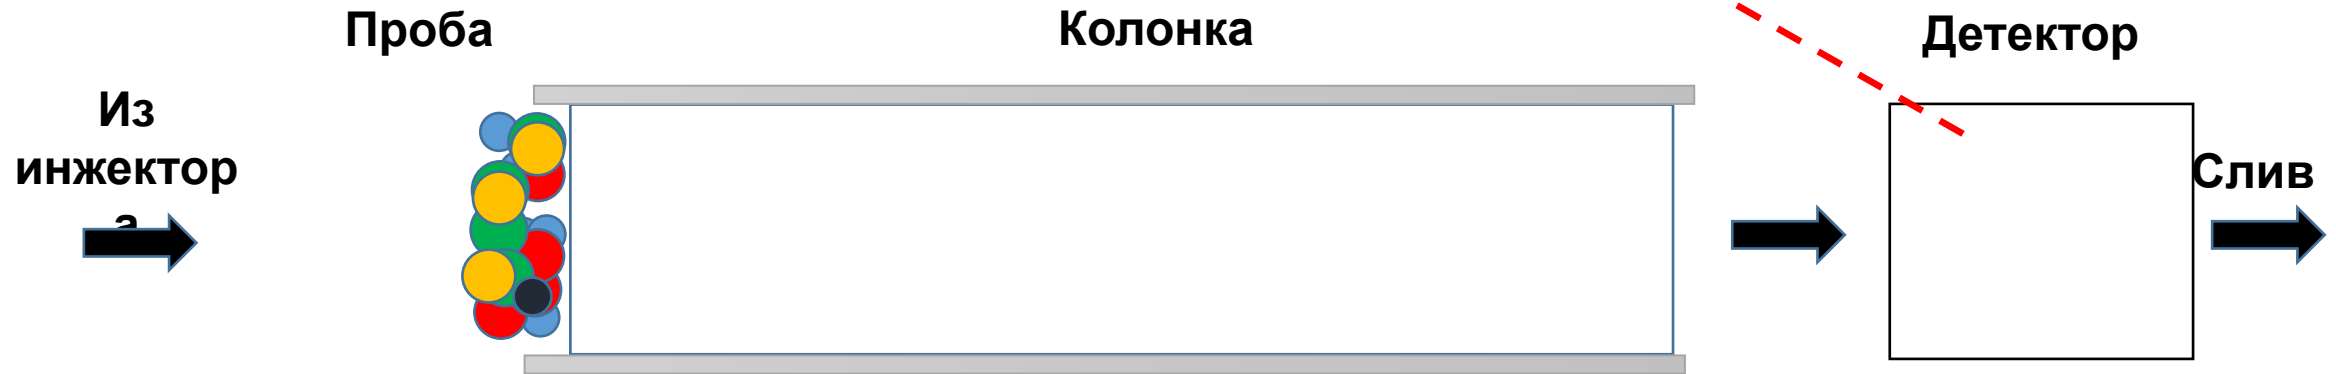 Проба
Колонка
Детектор
Из
инжектор
а
Слив